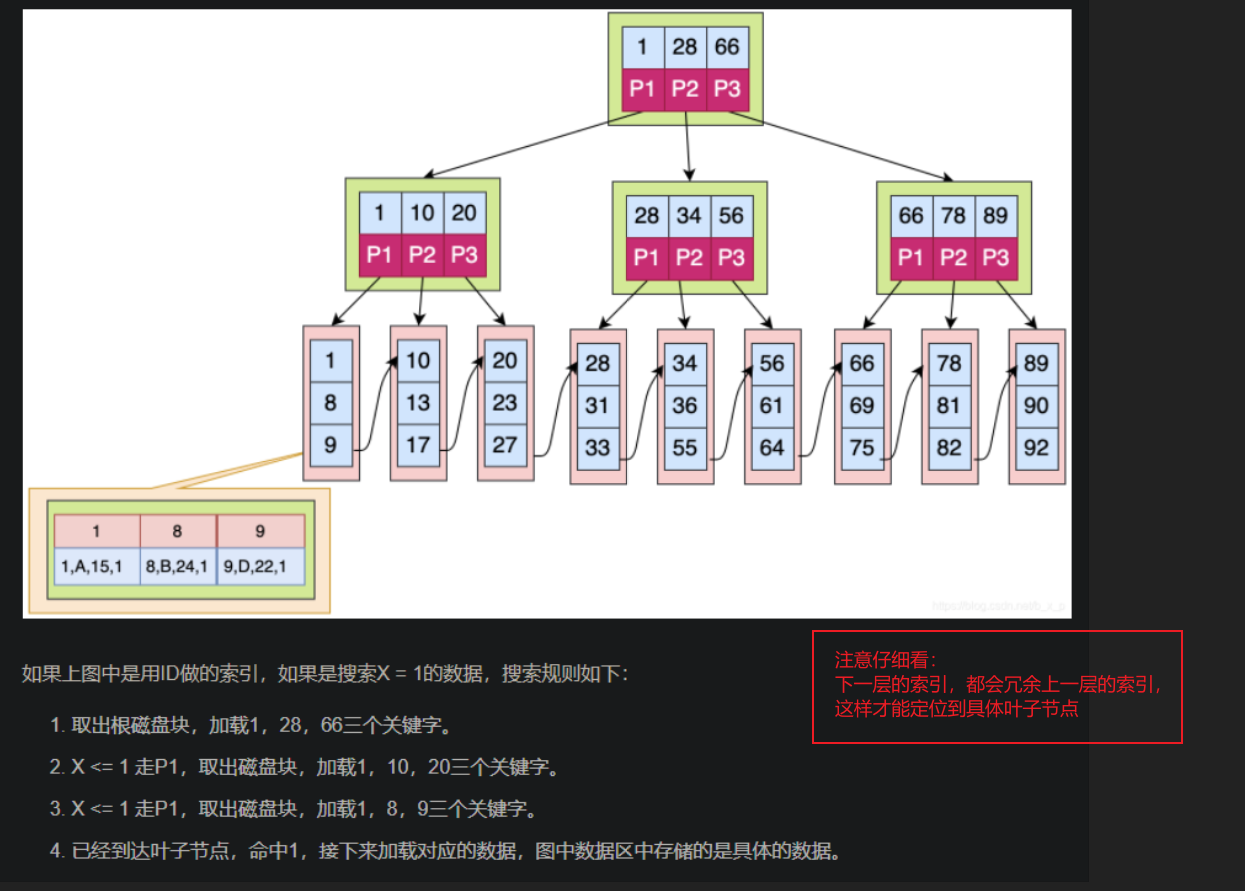 1 28 66
P1 P2 P3
1 10 20
P1 P2 P3
28 34 56
P1 P2 P3
66 78 89
P1 P2 P3
1
8
9
10
13
17
20
23
27
28
31
33
34
36
55
56
61
64
66
69
75
78
81
82
89
90
92
1 8 9
1,A,15,1 8,B,24,1 9,D,22,1
如果上图中是用ID做的索引，如果是搜索X = 1的数据，搜索规则如下：
1. 取出根磁盘块，加载1，28，66三个关键字。
2. X <= 1 走P1，取出磁盘块，加载1，10，20三个关键字。
3. X <= 1 走P1，取出磁盘块，加载1，8，9三个关键字。
4. 已经到达叶子节点，命中1，接下来加载对应的数据，图中数据区中存储的是具体的数据。
注意仔细看：
下一层的索引，都会冗余上一层的索引，
这样才能定位到具体叶子节点